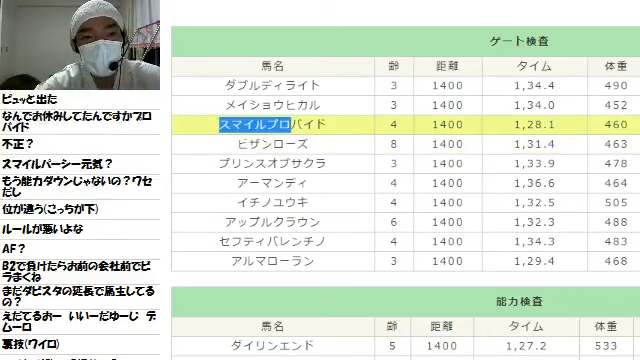 ピュッと出た
なんでお休みしてたんですかプロ
バイド
不正？
スマイルパーシー元気？
もう能力ダウンじゃないの？ワセ
だし
位が違う(こっちが下)
ルールが悪いよな
AF？
B2で負けたらお前の会社前でビ
ラまくね
まだダビスタの延長で馬主してる
の？
えだてるおー いいーだゆーじ デ
ムーロ
裏技(ワイロ)
ゲート検査
馬名 齢 距離 タイム 体重
ダブルディライト 3 1400 1,34.4 490
メイショウヒカル 3 1400 1,34.0 452
スマイルプロバイド 4 1400 1,28.1 460
ビザンローズ 8 1400 1,31.4 463
プリンスオブサクラ 3 1400 1,33.9 478
アーマンディ 4 1400 1,36.6 464
イチノユウキ 4 1400 1,32.5 505
アップルクラウン 6 1400 1,32.3 488
セフティバレンチノ 4 1400 1,34.3 483
アルマローラン 3 1400 1,29.4 468
能力検査
馬名 齢 距離 タイム 体重
ダイリンエンド 5 1400 1,27.2 533